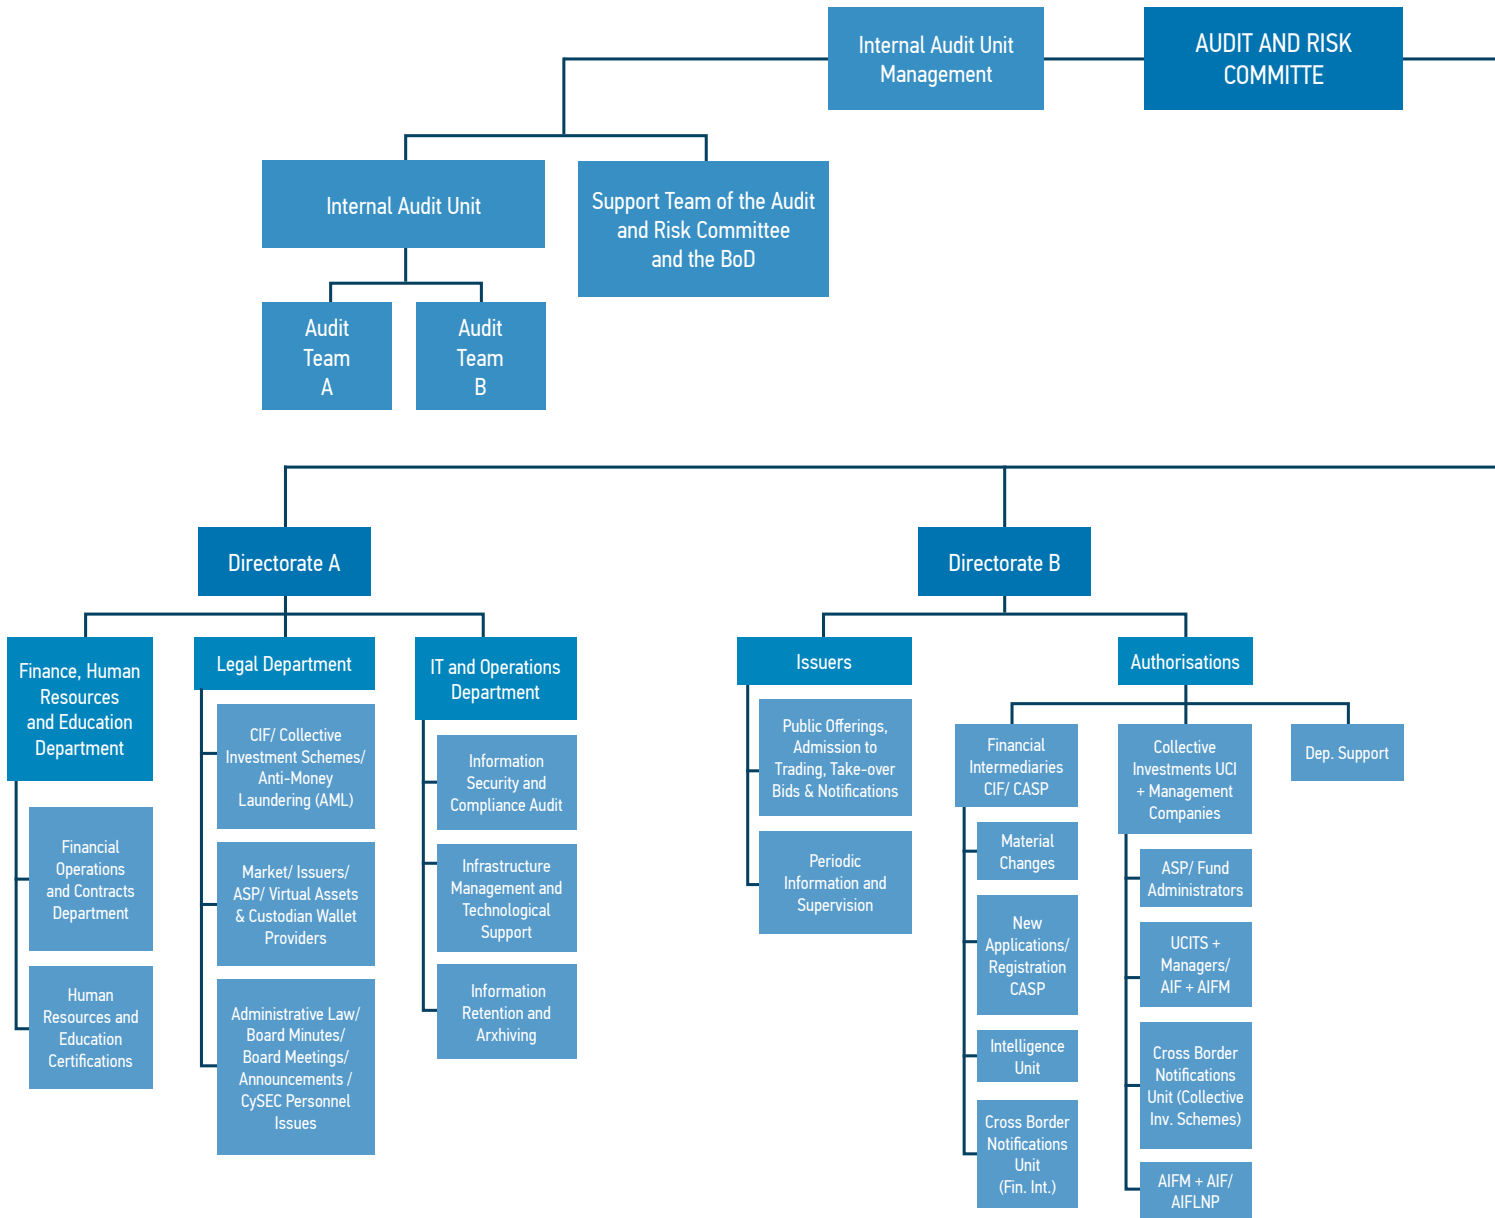 Internal Audit Unit
Management
AUDIT AND RISK
COMMITTE
Internal Audit Unit
Support Team of the Audit
and Risk Committee
and the BoD
Audit
Team
A
Audit
Team
B
Directorate A
Directorate B
Finance, Human
Resources
and Education
Department
Financial
Operations
and Contracts
Department
Human
Resources and
Education
Certifications
Legal Department
CIF/ Collective
Investment Schemes/
Anti-Money
Laundering (AML)
Market/ Issuers/
ASP/ Virtual Assets
& Custodian Wallet
Providers
Administrative Law/
Board Minutes/
Board Meetings/
Announcements /
CySEC Personnel
Issues
IT and Operations
Department
Information
Security and
Compliance Audit
Infrastructure
Management and
Technological
Support
Information
Retention and
Arxhiving
Issuers
Public Offerings,
Admission to
Trading, Take-over
Bids & Notifications
Periodic
Information and
Supervision
Authorisations
Financial
Intermediaries
CIF/ CASP
Material
Changes
New
Applications/
Registration
CASP
Intelligence
Unit
Cross Border
Notifications
Unit
(Fin. Int.)
Collective
Investments UCI
+ Management
Companies
ASP/ Fund
Administrators
UCITS +
Managers/
AIF + AIFM
Cross Border
Notifications
Unit (Collective
Inv. Schemes)
AIFM + AIF/
AIFLNP
Dep. Support